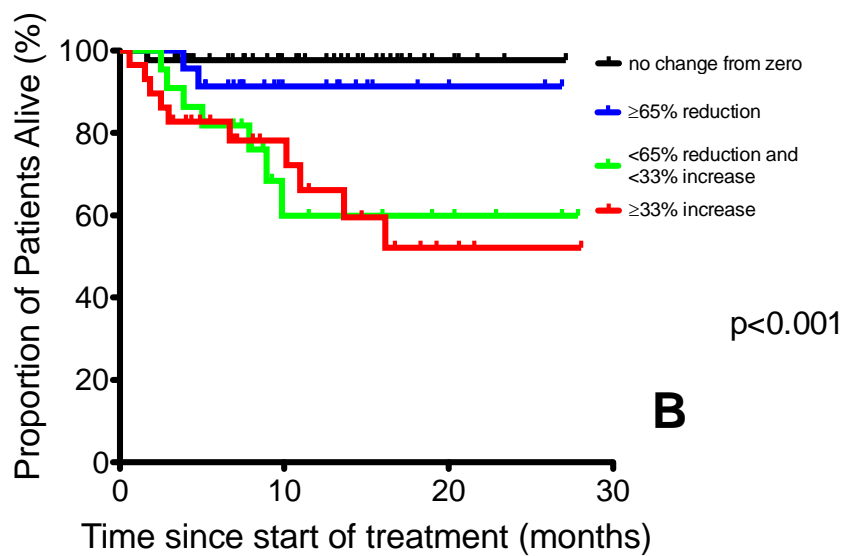 Proportion of Patients Alive (%)
100
80
60
40
20
0
0 10 20 30
Time since start of treatment (months)
no change from zero
≥65% reduction
<65% reduction and
<33% increase
≥33% increase
p<0.001
B